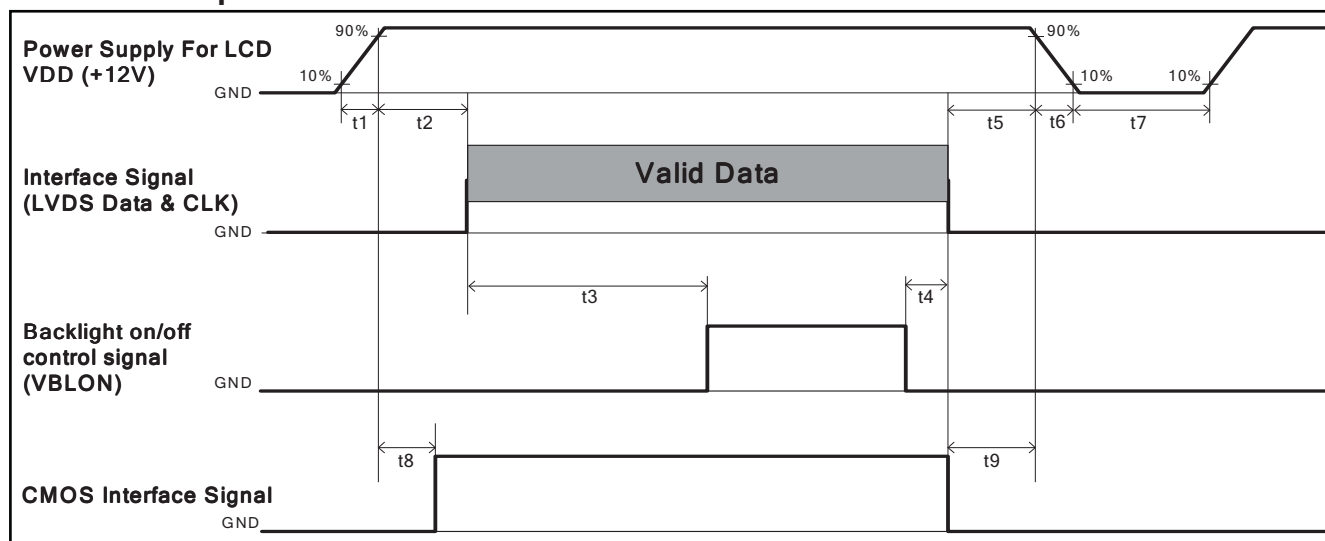 90%
90%
Power Supply For LCD
VDD (+12V)
10%
10%
10%
GND
t1
t2
t5
t6
t7
Valid Data
Interface Signal
(LVDS Data & CLK)
GND
t3
t4
Backlight on/off
control signal
(VBLON)
GND
t8
t9
CMOS Interface Signal
GND